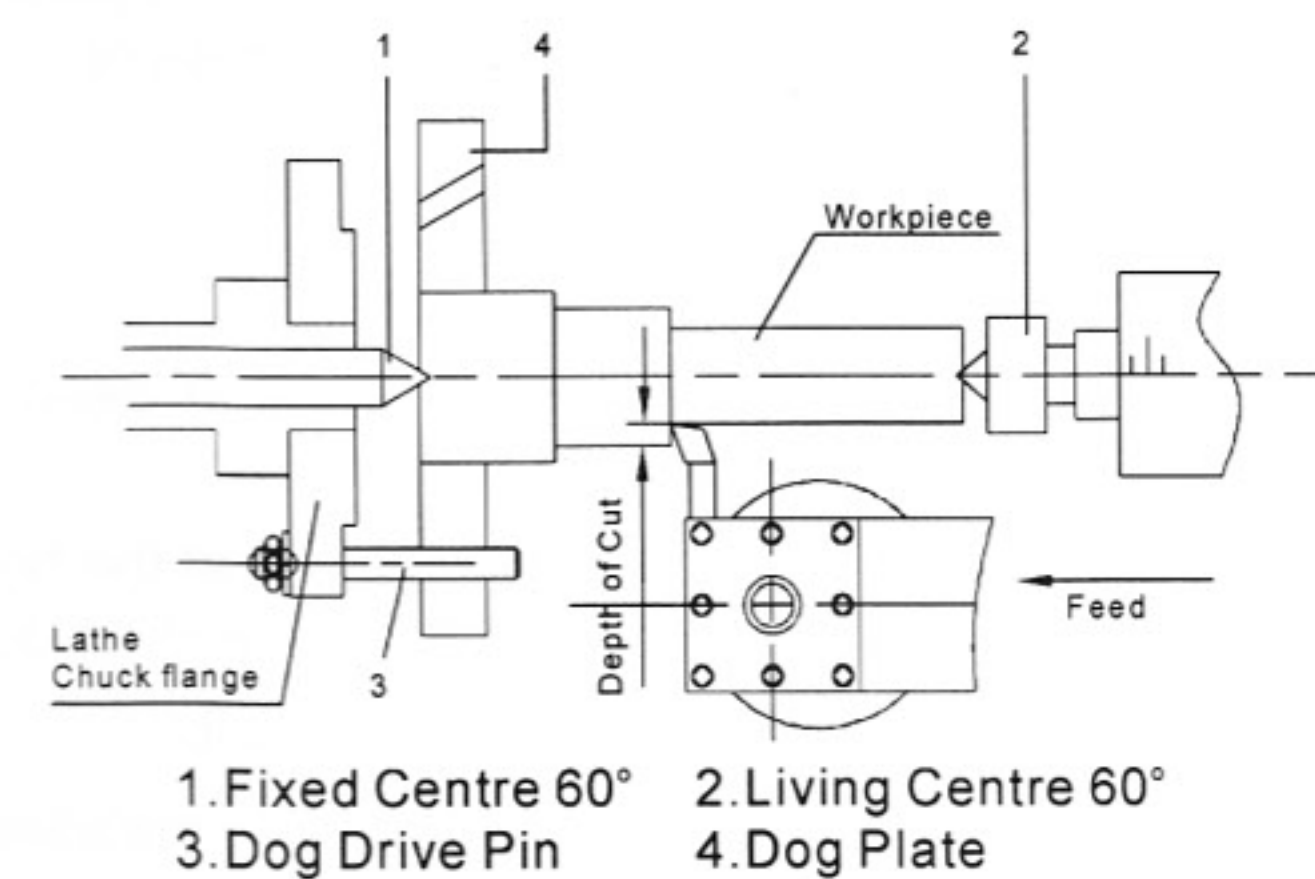 1
4
2
Workpiece
Depth of Cut
Feed
Lathe
Chuck flange
3
1.Fixed Centre 60° 2.Living Centre 60°
3.Dog Drive Pin 4.Dog Plate